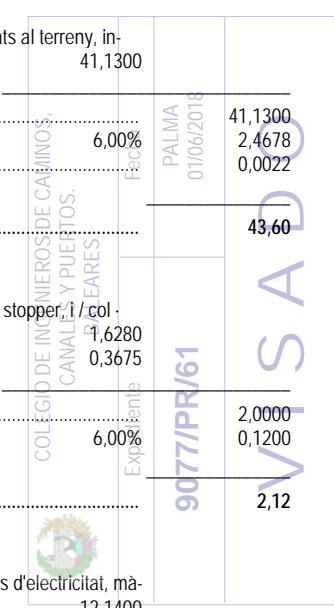 ts al terreny, in-
41,1300
41,1300
6,00% 2,4678
0,0022
43,60
stopper, i / col ·
1,6280
0,3675
2,0000
6,00% 0,1200
2,12
s d'electricitat, mà-
12,1400
COLEGIO DE INGENIEROS DE CAMINOS,
CANALES Y PUERTOS.
BALEARES
Expediente
Fecha
9077/PR/61
PALMA
01/06/2018
VISADO